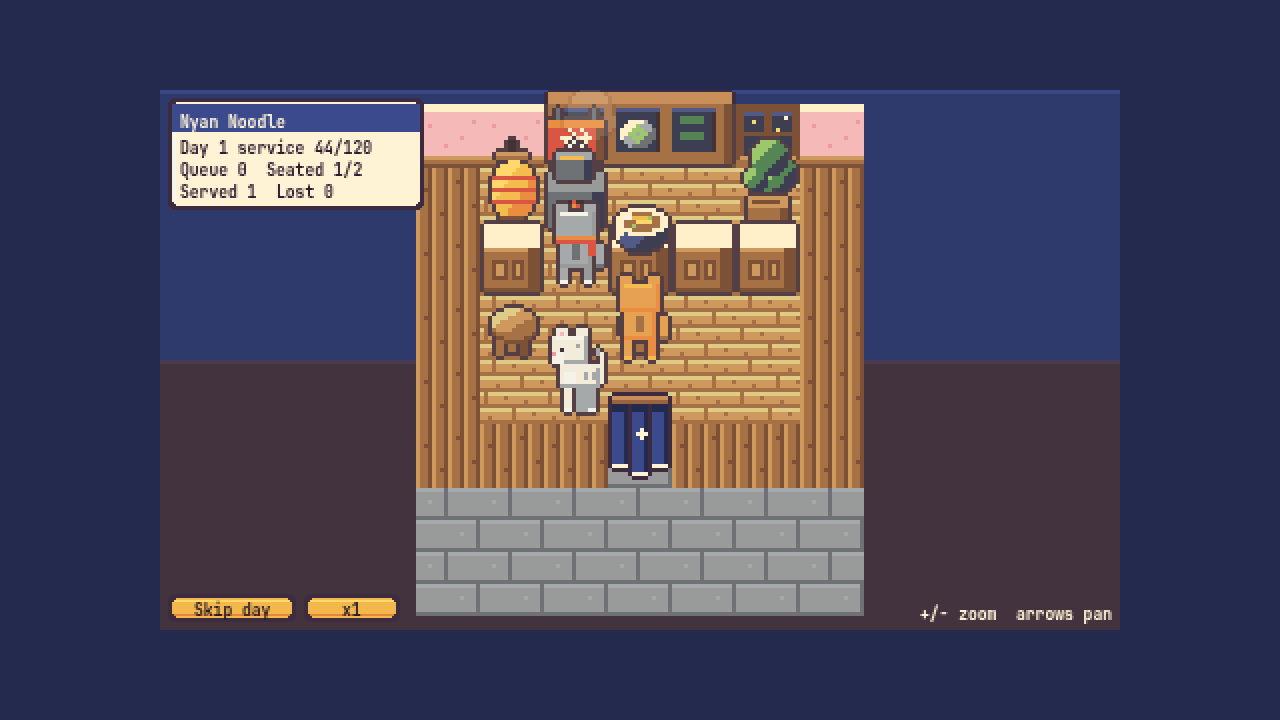 Nyan Noodle
Day 1 service 44/120
Queue 0  Seated 1/2
Served 1  Lost 0
Skip day
x1
+/- zoom  arrows pan